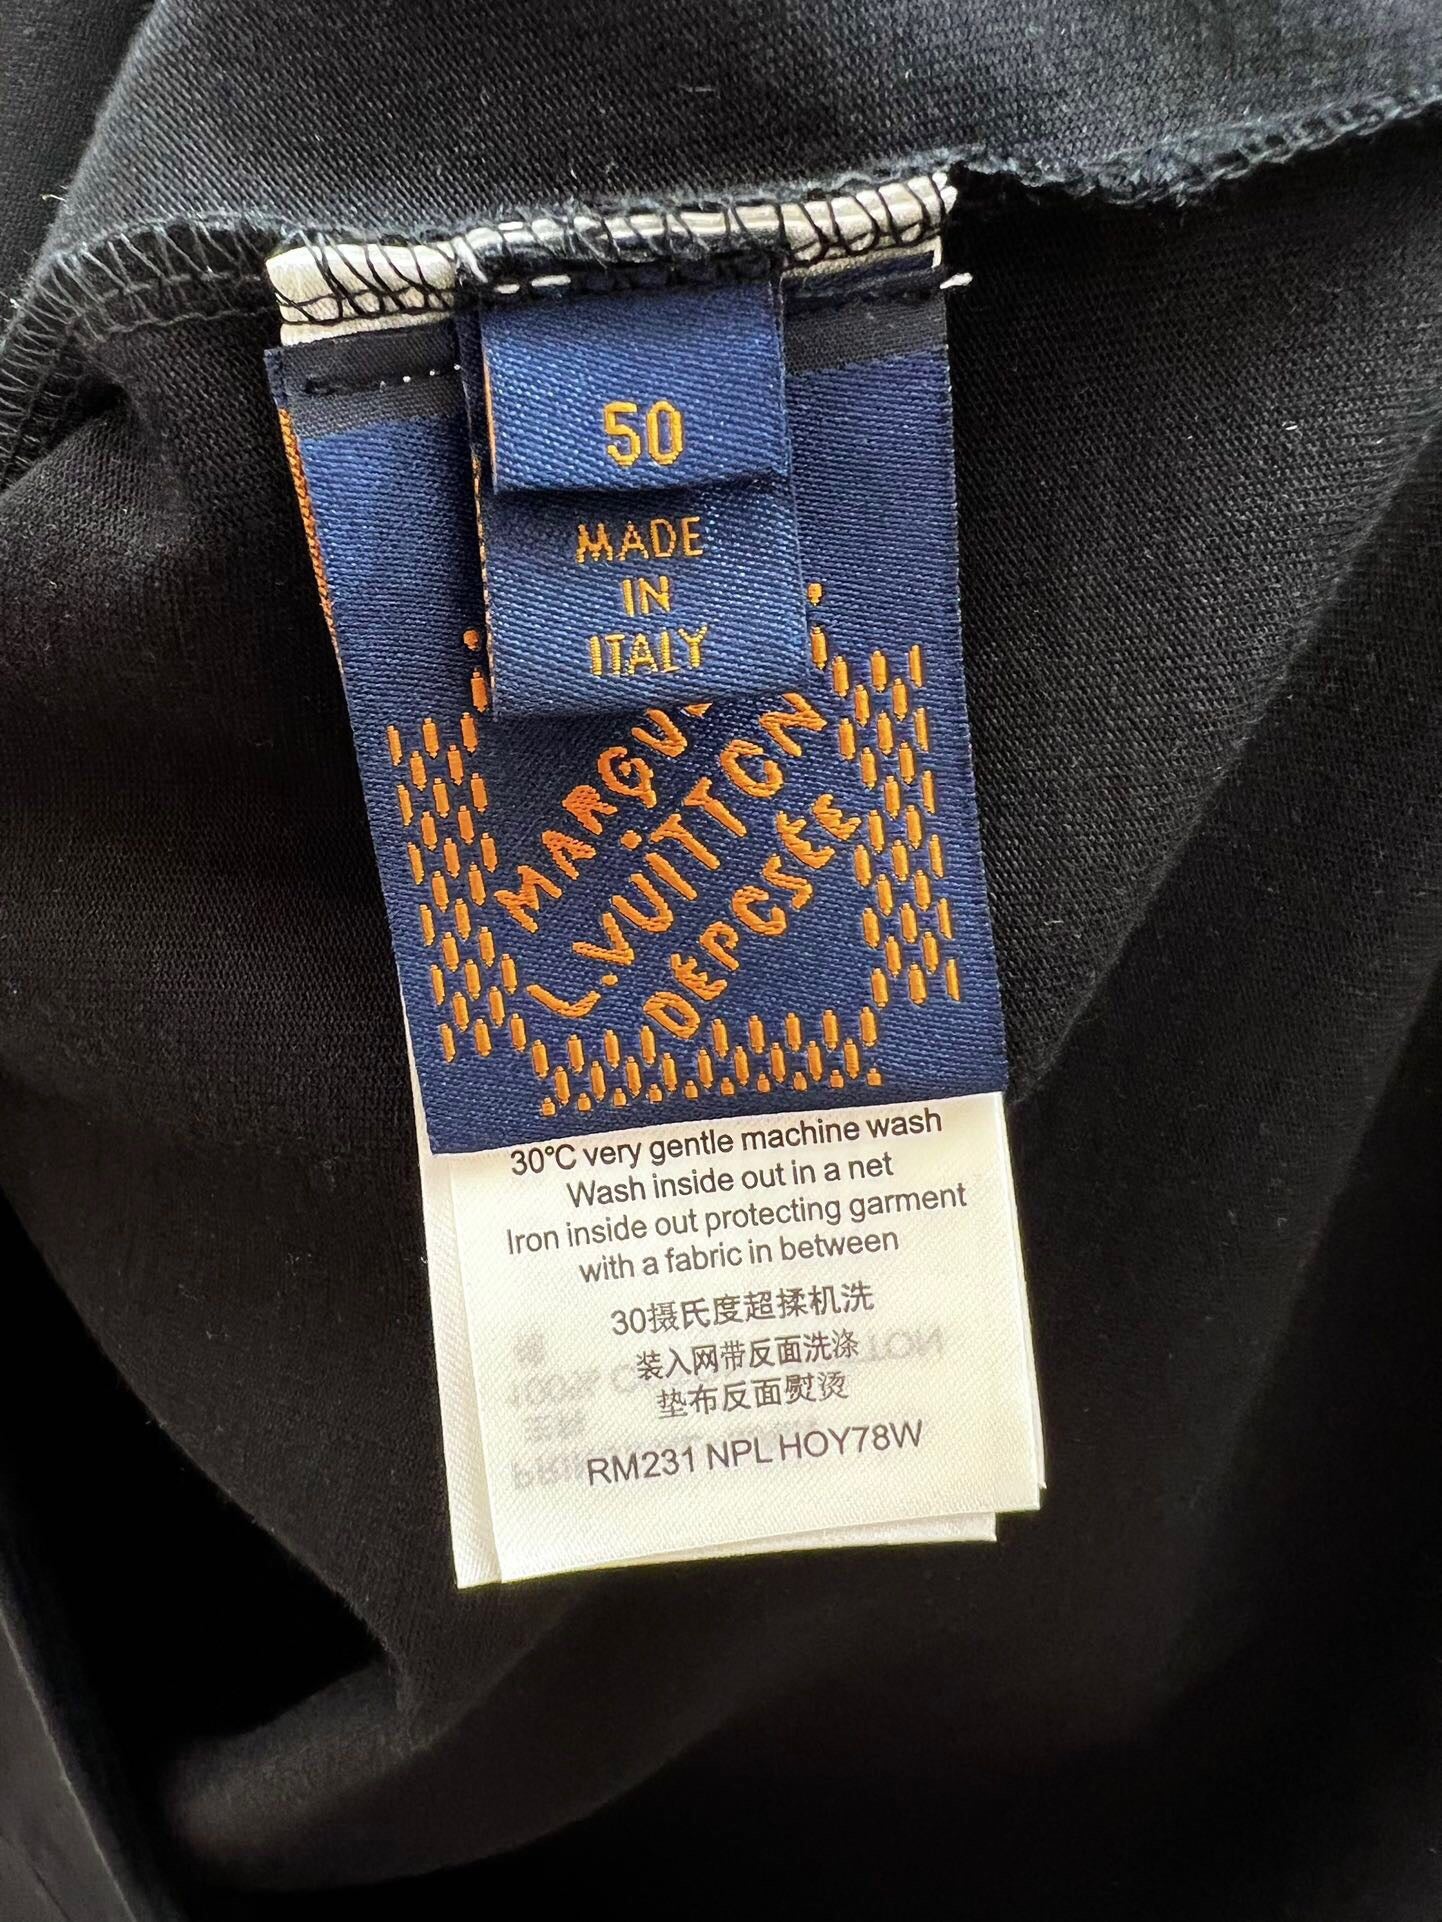 50
MADE
IN
ITALY
L.VUITTON
DEPOSÉE
30°C very gentle machine wash
Wash inside out in a net
Iron inside out protecting garment
with a fabric in between
30摄氏度超揉机洗
装入网带反面洗涤
垫布反面熨烫
RM231 NPL HOY78W